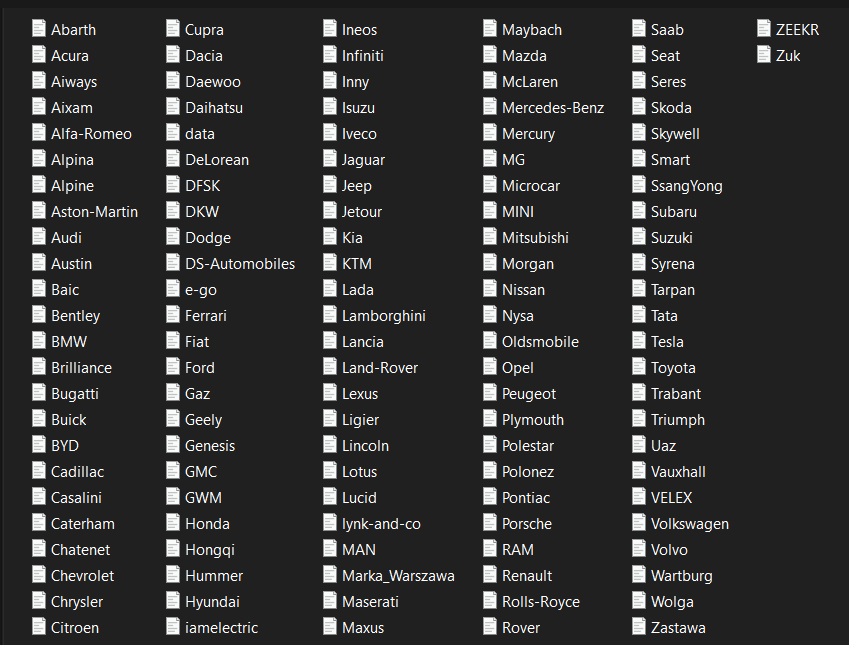 Abarth
Acura
Aiways
Aixam
Alfa-Romeo
Alpina
Alpine
Aston-Martin
Audi
Austin
Baic
Bentley
BMW
Brilliance
Bugatti
Buick
BYD
Cadillac
Casalini
Caterham
Chatenet
Chevrolet
Chrysler
Citroen
Cupra
Dacia
Daewoo
Daihatsu
data
DeLorean
DFSK
DKW
Dodge
DS-Automobiles
e-go
Ferrari
Fiat
Ford
Gaz
Geely
Genesis
GMC
GWM
Honda
Hongqi
Hummer
Hyundai
iamelectric
Ineos
Infiniti
Inny
Isuzu
Iveco
Jaguar
Jeep
Jetour
Kia
KTM
Lada
Lamborghini
Lancia
Land-Rover
Lexus
Ligier
Lincoln
Lotus
Lucid
lynk-and-co
MAN
Marka_Warszawa
Maserati
Maxus
Maybach
Mazda
McLaren
Mercedes-Benz
Mercury
MG
Microcar
MINI
Mitsubishi
Morgan
Nissan
Nysa
Oldsmobile
Opel
Peugeot
Plymouth
Polestar
Polonez
Pontiac
Porsche
RAM
Renault
Rolls-Royce
Rover
Saab
Seat
Seres
Skoda
Skywell
Smart
SsangYong
Subaru
Suzuki
Syrena
Tarpan
Tata
Tesla
Toyota
Trabant
Triumph
Uaz
Vauxhall
VELEX
Volkswagen
Volvo
Wartburg
Wolga
Zastawa
ZEEKR
Zuk